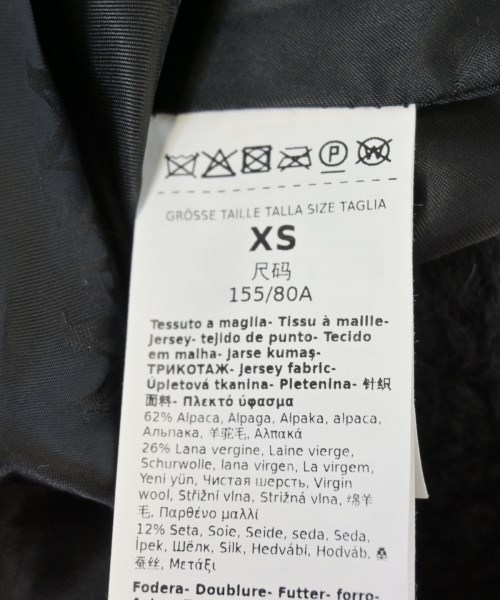 GRÖSSE TAILLE TALLA SIZE TAGLIA
XS
尺码
155/80A
Tessuto a maglia- Tissu à maille-
Jersey- tejido de punto- Tecido
em malha- Jarse kumaş-
ТРИКОТАЖ- Jersey fabric-
Úpletová tkanina- Pletenina- 针织
面料- Πλεκτό ύφασμα
62% Alpaca, Alpaga, Alpaka, alpaca,
Альпака, 羊驼毛, Αλπακά
26% Lana vergine, Laine vierge,
Schurwolle, lana virgen, La virgem,
Yeni yün, Чистая шерсть, Virgin
wool, Střižní vlna, Strižná vlna, 绵羊
毛, Παρθένο μαλλί
12% Seta, Soie, Seide, seda, Seda,
İpek, Шёлк, Silk, Hedvábí, Hodváb, 桑
蚕丝, Μετάξι
Fodera- Doublure- Futter- forro-